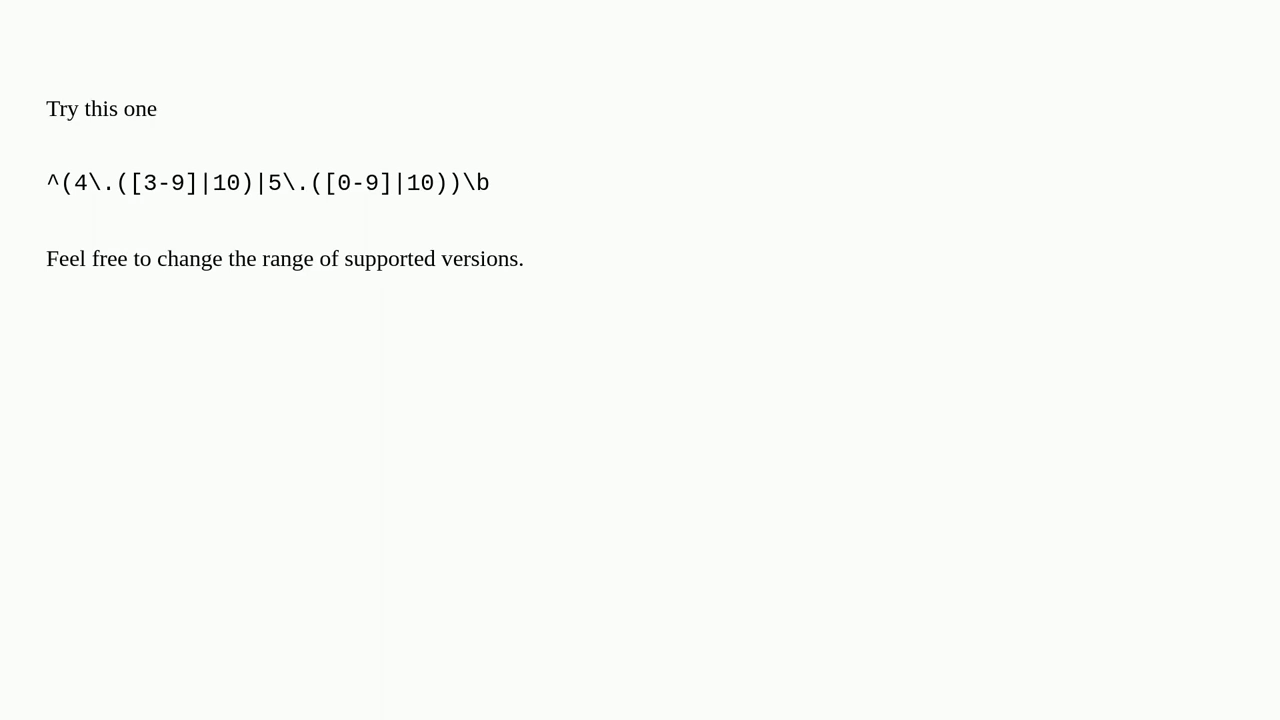 Try this one
^(4\.([3-9]|10)|5\.([0-9]|10))\b
Feel free to change the range of supported versions.